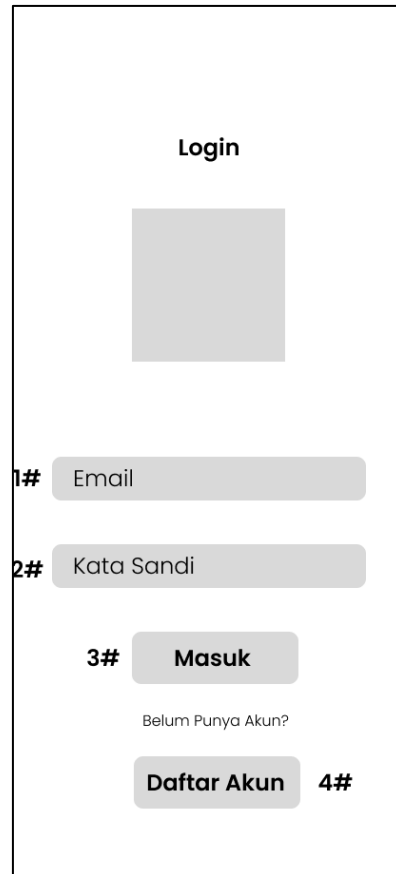 Login
1# Email
2# Kata Sandi
3# Masuk
Belum Punya Akun?
Daftar Akun 4#